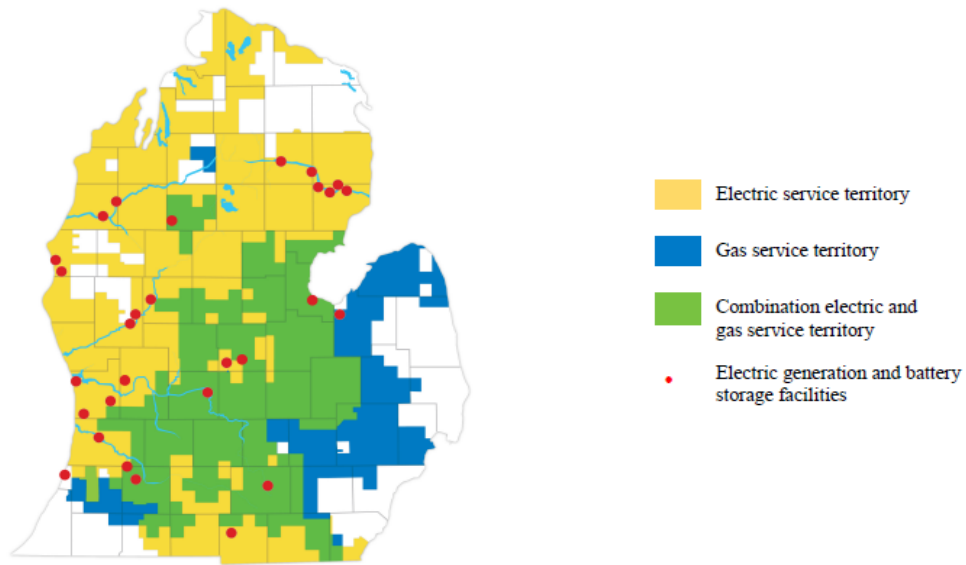 Electric service territory
Gas service territory
Combination electric and
gas service territory
Electric generation and battery
storage facilities